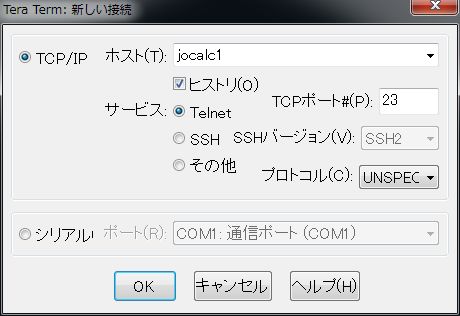 Tera Term: 新しい接続
TCP/IP ホスト(T): jocalc1
ヒストリ(O)
サービス: Telnet TCPポート#(P): 23
SSH SSHバージョン(V): SSH2
その他 プロトコル(C): UNSPEC
シリアル ポート(R): COM1: 通信ポート (COM1)
OK キャンセル ヘルプ(H)